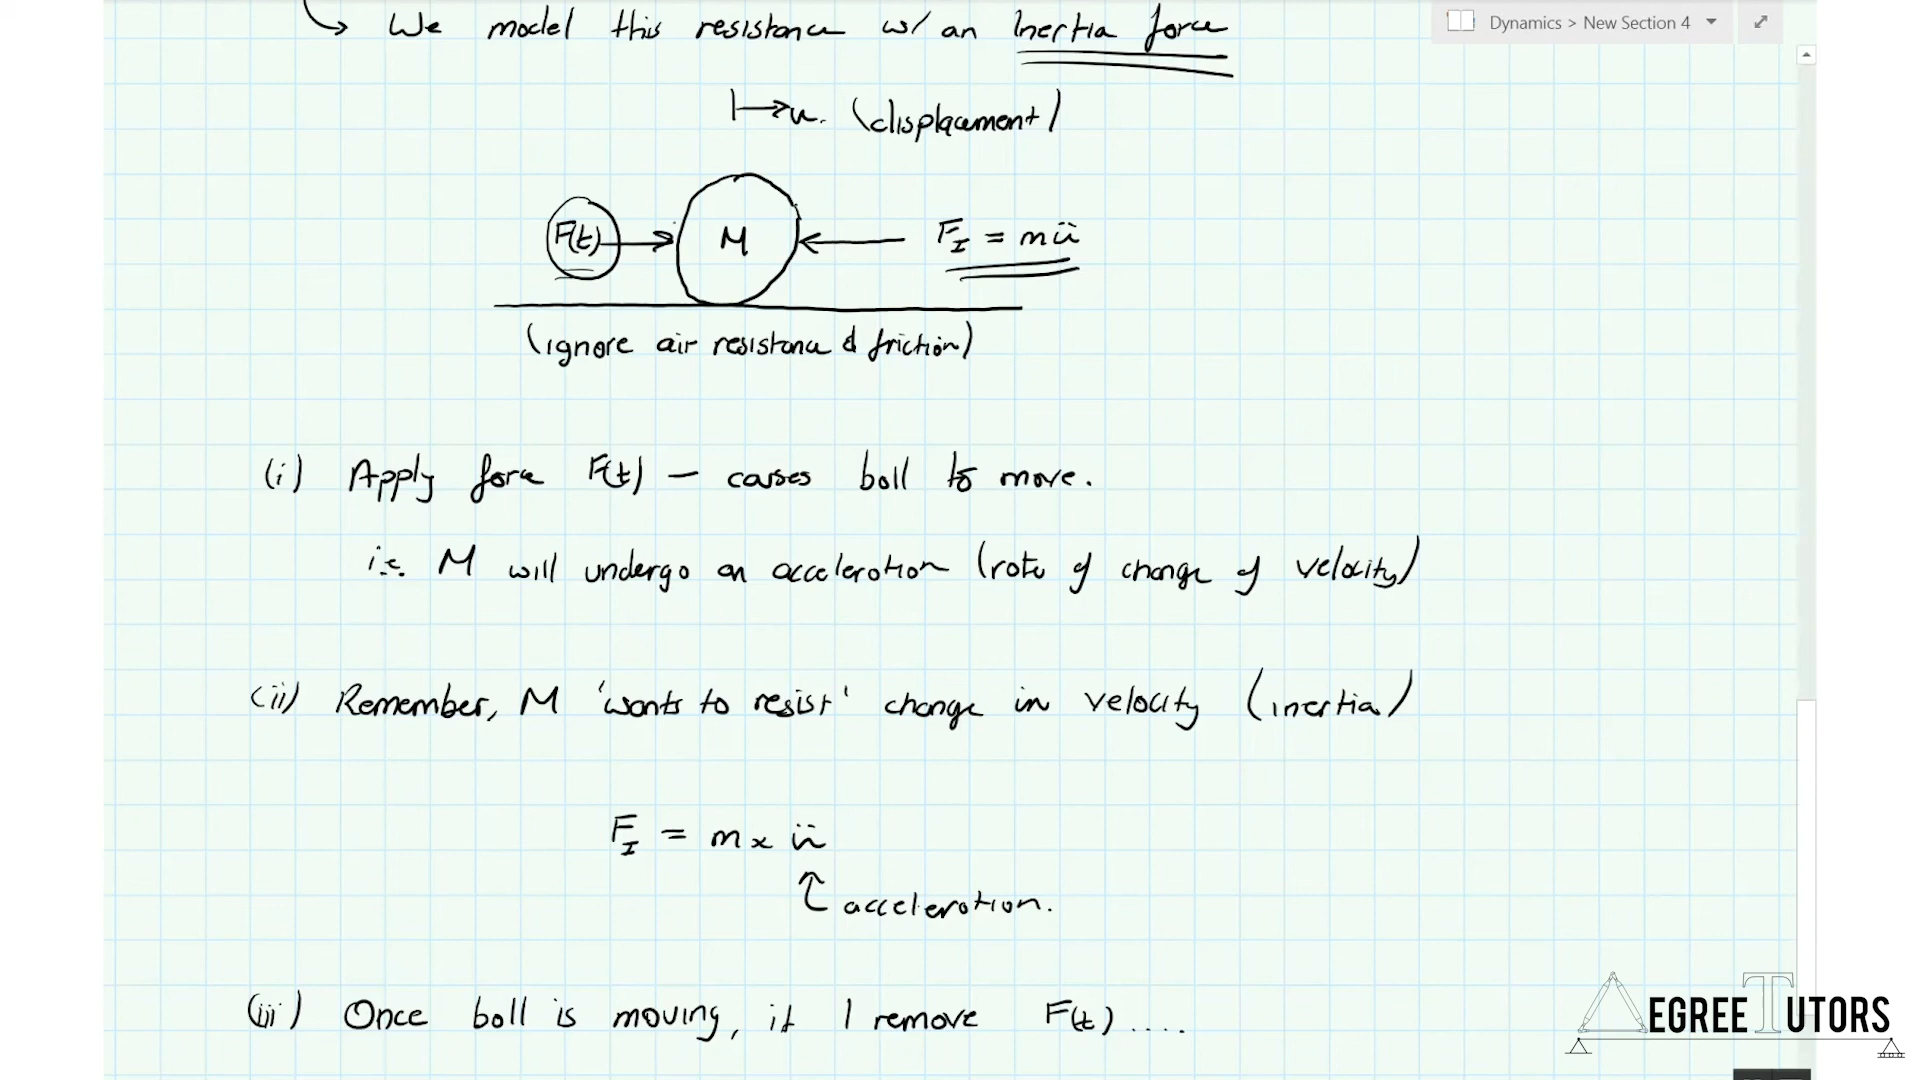 We model this resistance w/ an Inertia force
Dynamics > New Section 4
u. (displacement)
F(t) M F_I = mü
(ignore air resistance & friction)
(i) Apply force F(t) – causes ball to move.
i.e. M will undergo an acceleration (rate of change of velocity)
(ii) Remember, M 'wants to resist' change in velocity (inertia)
F_I = m x ü
acceleration.
(iii) Once ball is moving, if I remove F(t) ....
DEGREE TUTORS